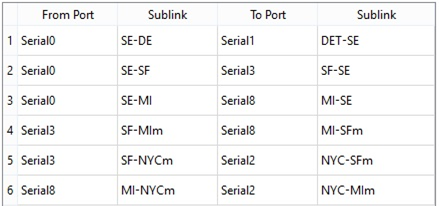 From Port Sublink To Port Sublink
1 Serial0 SE-DE Serial1 DET-SE
2 Serial0 SE-SF Serial3 SF-SE
3 Serial0 SE-MI Serial8 MI-SE
4 Serial3 SF-MIm Serial8 MI-SFm
5 Serial3 SF-NYCm Serial2 NYC-SFm
6 Serial8 MI-NYCm Serial2 NYC-MIm